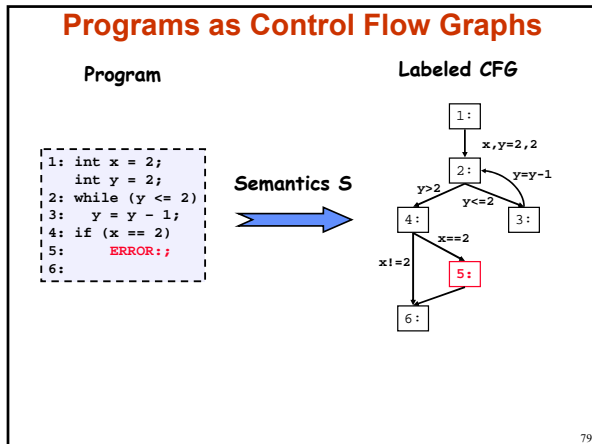 Programs as Control Flow Graphs
Program
Labeled CFG
1: int x = 2;
int y = 2;
2: while (y <= 2)
3: y = y - 1;
4: if (x == 2)
5: ERROR:;
6:
Semantics S
1:
x,y=2,2
2:
y=y-1
y>2
y<=2
4:
3:
x==2
x!=2
5:
6:
79